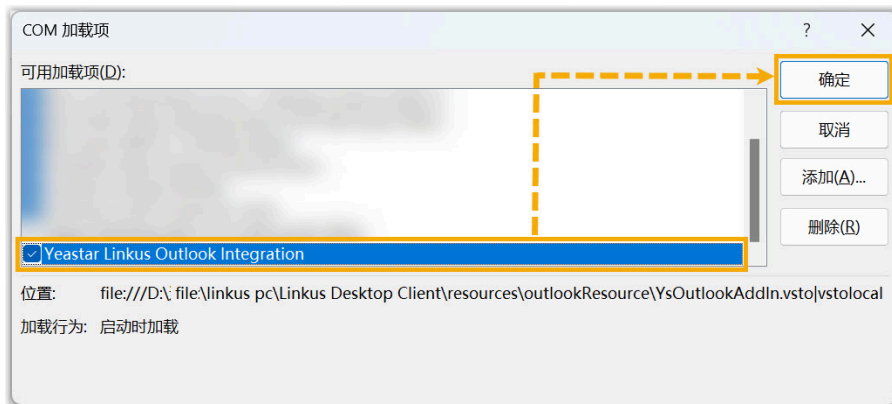 COM 加载项 ?
可用加载项(D):
确定
取消
添加(A)...
删除(R)
Yeastar Linkus Outlook Integration
位置: file:///D:\ file:\linkus pc\Linkus Desktop Client\resources\outlookResource\YsOutlookAddIn.vsto|vstolocal
加载行为: 启动时加载